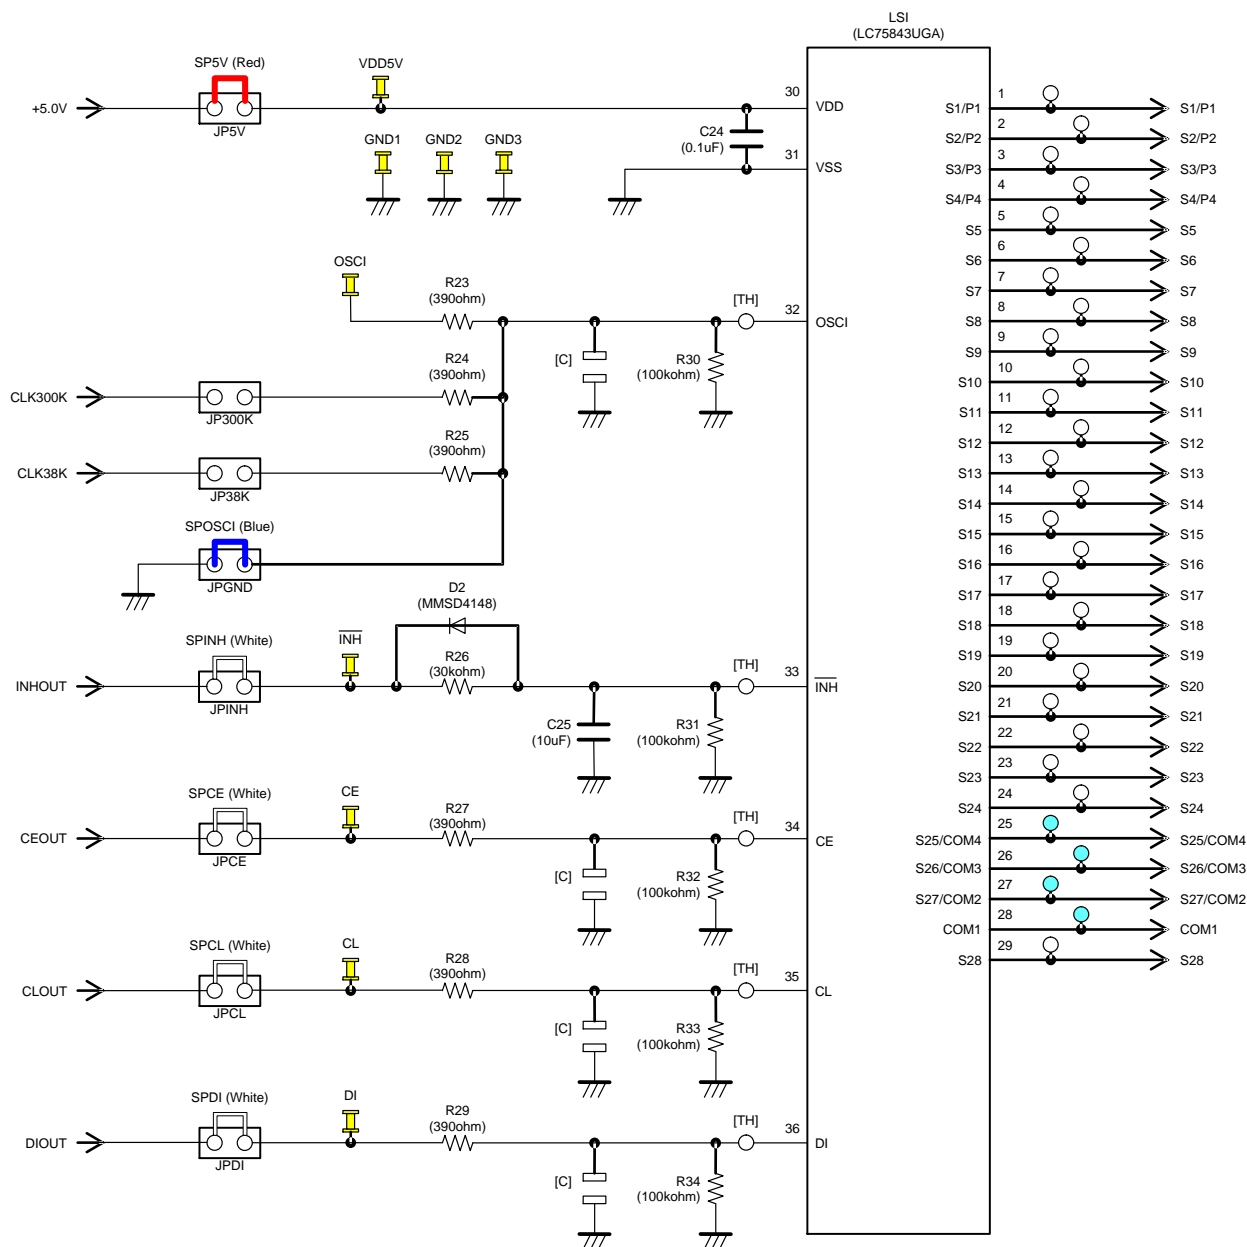 LSI
(LC75843UGA)
SP5V (Red)
VDD5V
+5.0V
JP5V
30
VDD
C24
(0.1uF)
31
VSS
GND1
GND2
GND3
OSCI
R23
(390ohm)
[TH]
32
OSCI
[C]
R30
(100kohm)
R24
(390ohm)
CLK300K
JP300K
R25
(390ohm)
CLK38K
JP38K
SPOSCI (Blue)
JPGND
D2
(MMSD4148)
SPINH (White)
INH
R26
(30kohm)
[TH]
33
INH
INHOUT
JPINH
C25
(10uF)
R31
(100kohm)
SPCE (White)
CE
R27
(390ohm)
[TH]
34
CE
CEOUT
JPCE
[C]
R32
(100kohm)
SPCL (White)
CL
R28
(390ohm)
[TH]
35
CL
CLOUT
JPCL
[C]
R33
(100kohm)
SPDI (White)
DI
R29
(390ohm)
[TH]
36
DI
DIOUT
JPDI
[C]
R34
(100kohm)
S1/P1 1 S1/P1
S2/P2 2 S2/P2
S3/P3 3 S3/P3
S4/P4 4 S4/P4
S5 5 S5
S6 6 S6
S7 7 S7
S8 8 S8
S9 9 S9
S10 10 S10
S11 11 S11
S12 12 S12
S13 13 S13
S14 14 S14
S15 15 S15
S16 16 S16
S17 17 S17
S18 18 S18
S19 19 S19
S20 20 S20
S21 21 S21
S22 22 S22
S23 23 S23
S24 24 S24
S25/COM4 25 S25/COM4
S26/COM3 26 S26/COM3
S27/COM2 27 S27/COM2
COM1 28 COM1
S28 29 S28